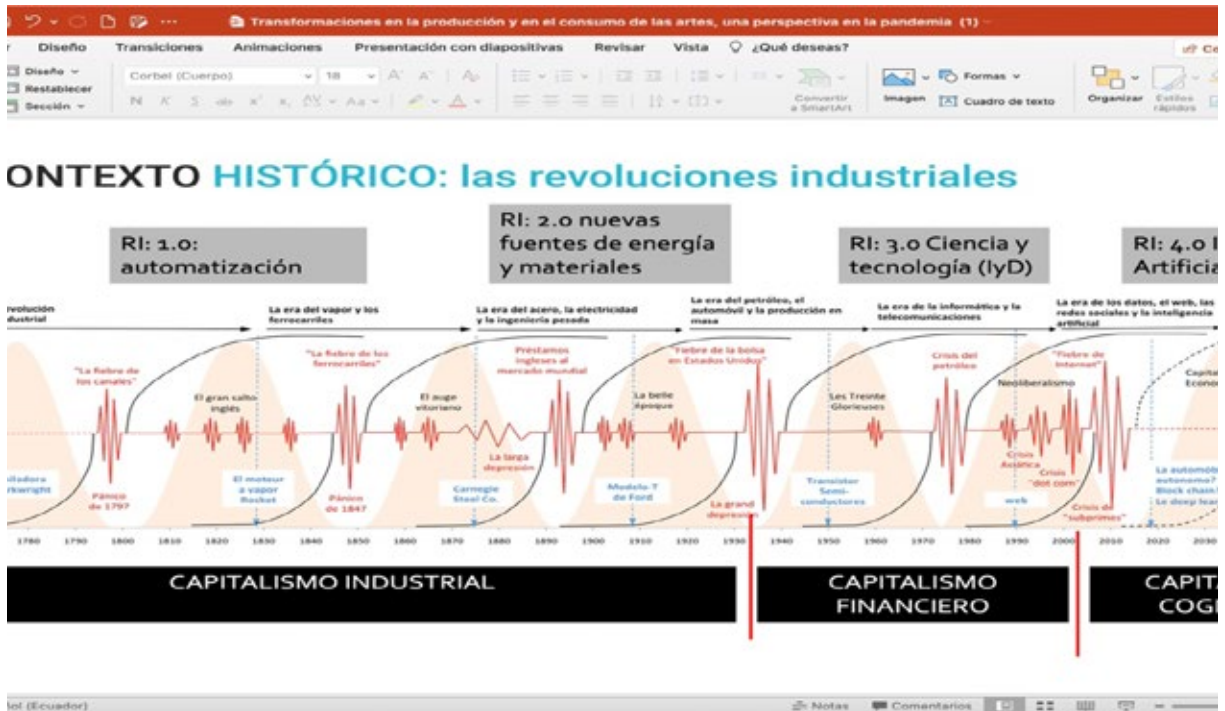 Transformaciones en la producción y en el consumo de las artes, una perspectiva en la pandemia (1)
Diseño Transiciones Animaciones Presentación con diapositivas Revisar Vista ¿Qué deseas?
Diseño
Restablecer
Sección
Corbel (Cuerpo) 18
Convertir
a SmartArt
Imagen
Formas
Cuadro de texto
Organizar
Estilos
rápidos
ONTEXTO HISTÓRICO: las revoluciones industriales
RI: 1.0:
automatización
RI: 2.0 nuevas
fuentes de energía
y materiales
RI: 3.0 Ciencia y
tecnología (IyD)
RI: 4.0 I
Artificia
La era del vapor y los
ferrocarriles
La era del acero, la electricidad
y la ingeniería pesada
La era del petróleo, el
automóvil y la producción en
masa
La era de la informática y la
telecomunicaciones
La era de los datos, el web, las
redes sociales y la inteligencia
artificial
"La fiebre de
los canales"
El gran salto
inglés
"La fiebre de los
ferrocarriles"
El auge
vitoriano
Préstamos
ingleses al
mercado mundial
La belle
époque
"Fiebre de la bolsa
en Estados Unidos"
Les Treinte
Glorieuses
Crisis del
petróleo
Neoliberalismo
"Fiebre de
Internet"
Pánico
de 1797
El moteur
a vapor
Rocket
Pánico
de 1847
La larga
depresión
Carnegie
Steel Co.
Modelo-T
de Ford
La grand
depresión
Transistor
Semi-
conductores
Crisis
Asiática
web
Crisis
"dot com"
Crisis de
"subprimes"
La automób
autonoma?
Block chain?
Le deep lear
1780 1790 1800 1810 1820 1830 1840 1850 1860 1870 1880 1890 1900 1910 1920 1930 1940 1950 1960 1970 1980 1990 2000 2010 2020 2030
CAPITALISMO INDUSTRIAL
CAPITALISMO
FINANCIERO
CAPIT
COG
(Ecuador)
Notas Comentarios